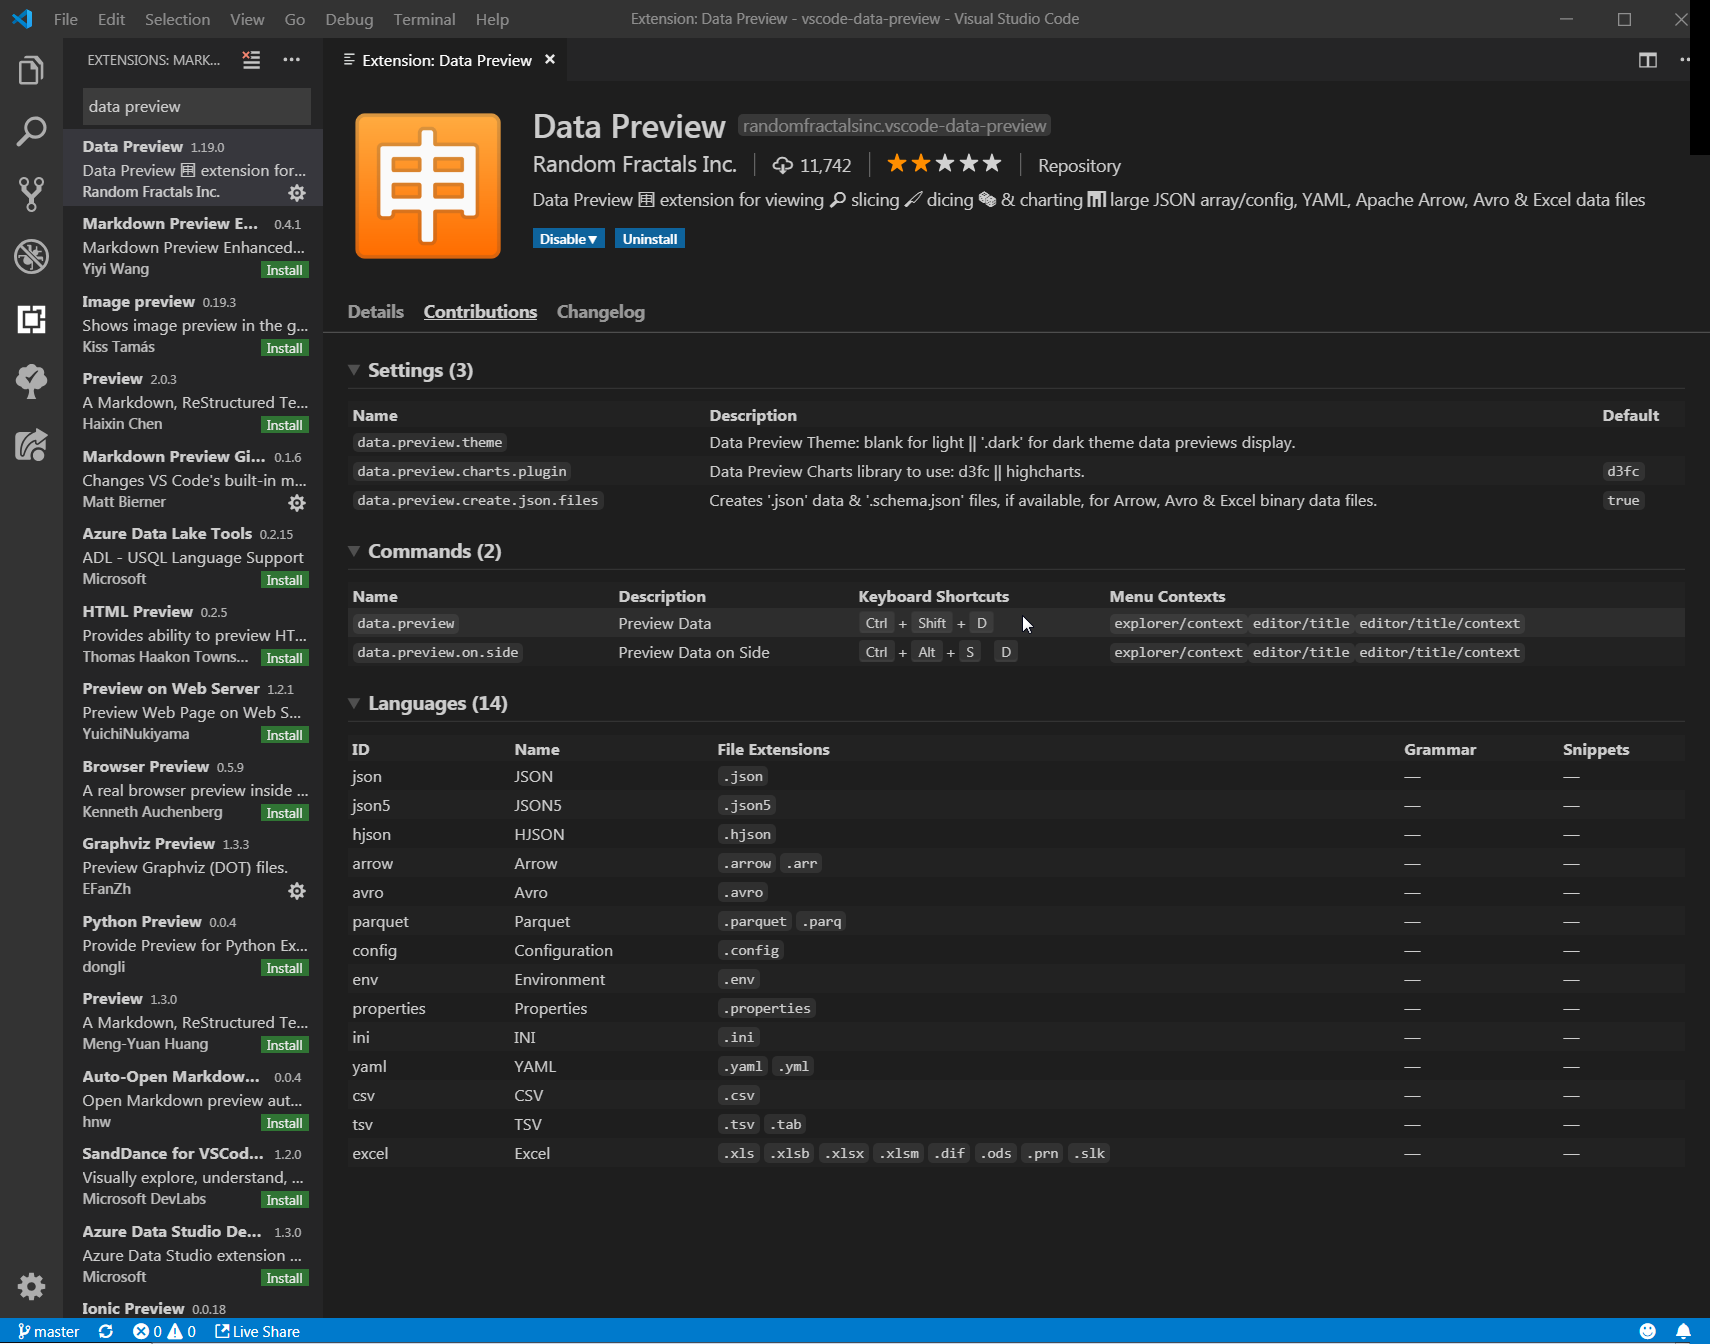 File Edit Selection View Go Debug Terminal Help
Extension: Data Preview - vscode-data-preview - Visual Studio Code
EXTENSIONS: MARK...
data preview
Data Preview 1.19.0
Data Preview 🈸 extension for...
Random Fractals Inc.
Markdown Preview E... 0.4.1
Markdown Preview Enhanced...
Yiyi Wang Install
Image preview 0.19.3
Shows image preview in the g...
Kiss Tamás Install
Preview 2.0.3
A Markdown, ReStructured Te...
Haixin Chen Install
Markdown Preview Gi... 0.1.6
Changes VS Code's built-in m...
Matt Bierner
Azure Data Lake Tools 0.2.15
ADL - USQL Language Support
Microsoft Install
HTML Preview 0.2.5
Provides ability to preview HT...
Thomas Haakon Towns... Install
Preview on Web Server 1.2.1
Preview Web Page on Web S...
YuichiNukiyama Install
Browser Preview 0.5.9
A real browser preview inside ...
Kenneth Auchenberg Install
Graphviz Preview 1.3.3
Preview Graphviz (DOT) files.
EFanZh
Python Preview 0.0.4
Provide Preview for Python Ex...
dongli Install
Preview 1.3.0
A Markdown, ReStructured Te...
Meng-Yuan Huang Install
Auto-Open Markdow... 0.0.4
Open Markdown preview aut...
hnw Install
SandDance for VSCod... 1.2.0
Visually explore, understand, ...
Microsoft DevLabs Install
Azure Data Studio De... 1.3.0
Azure Data Studio extension ...
Microsoft Install
Ionic Preview 0.0.18
Extension: Data Preview
申
Data Preview randomfractalsinc.vscode-data-preview
Random Fractals Inc. 11,742 Repository
Data Preview 🈸 extension for viewing 🔎 slicing 🔪 dicing 🎲 & charting 📊 large JSON array/config, YAML, Apache Arrow, Avro & Excel data files
Disable▼ Uninstall
Details Contributions Changelog
Settings (3)
Name Description Default
data.preview.theme Data Preview Theme: blank for light || '.dark' for dark theme data previews display.
data.preview.charts.plugin Data Preview Charts library to use: d3fc || highcharts. d3fc
data.preview.create.json.files Creates '.json' data & '.schema.json' files, if available, for Arrow, Avro & Excel binary data files. true
Commands (2)
Name Description Keyboard Shortcuts Menu Contexts
data.preview Preview Data Ctrl + Shift + D explorer/context editor/title editor/title/context
data.preview.on.side Preview Data on Side Ctrl + Alt + S D explorer/context editor/title editor/title/context
Languages (14)
ID Name File Extensions Grammar Snippets
json JSON .json — —
json5 JSON5 .json5 — —
hjson HJSON .hjson — —
arrow Arrow .arrow .arr — —
avro Avro .avro — —
parquet Parquet .parquet .parq — —
config Configuration .config — —
env Environment .env — —
properties Properties .properties — —
ini INI .ini — —
yaml YAML .yaml .yml — —
csv CSV .csv — —
tsv TSV .tsv .tab — —
excel Excel .xls .xlsb .xlsx .xlsm .dif .ods .prn .slk — —
master 0 0 Live Share